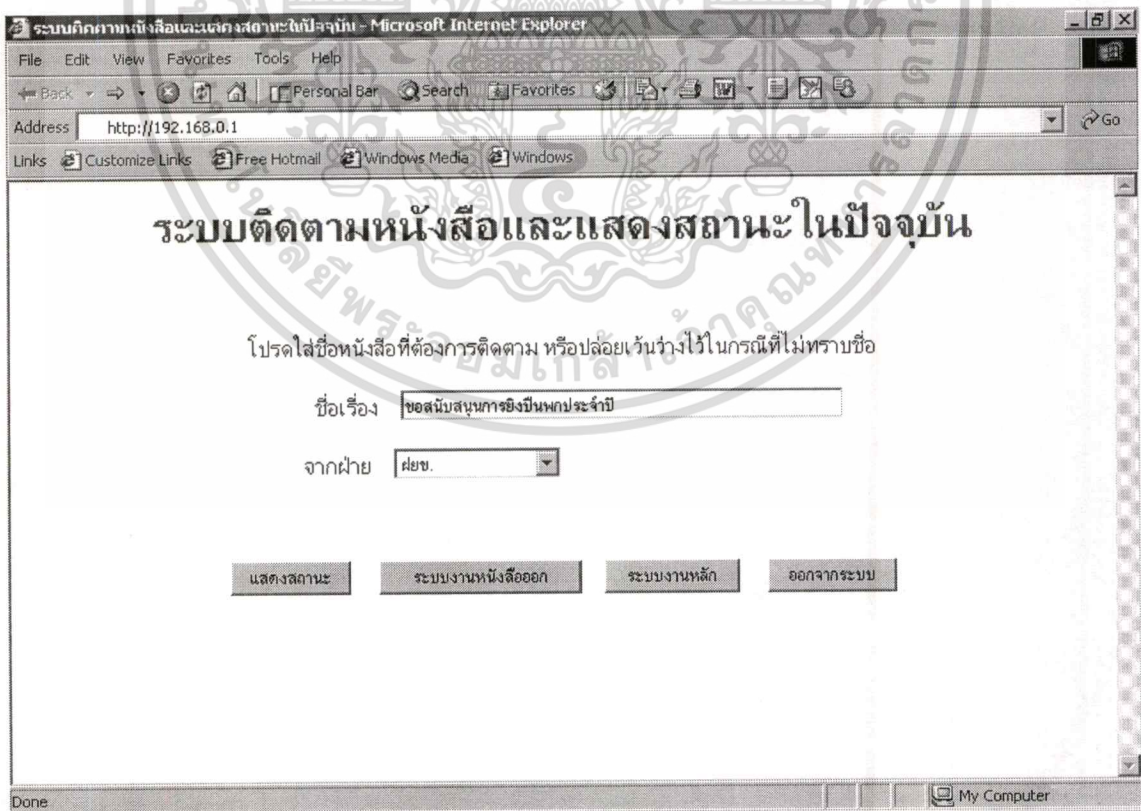 ระบบติดตามหนังสือและแสดงสถานะในปัจจุบัน - Microsoft Internet Explorer
File Edit View Favorites Tools Help
Back Personal Bar Search Favorites
Address http://192.168.0.1 Go
Links Customize Links Free Hotmail Windows Media Windows
ระบบติดตามหนังสือและแสดงสถานะในปัจจุบัน
โปรดใส่ชื่อหนังสือที่ต้องการติดตาม หรือปล่อยเว้นว่างไว้ในกรณีที่ไม่ทราบชื่อ
ชื่อเรื่อง ขอสนับสนุนการยิงปืนพกประจำปี
จากฝ่าย ฝยข.
แสดงสถานะ ระบบงานหนังสือออก ระบบงานหลัก ออกจากระบบ
Done My Computer